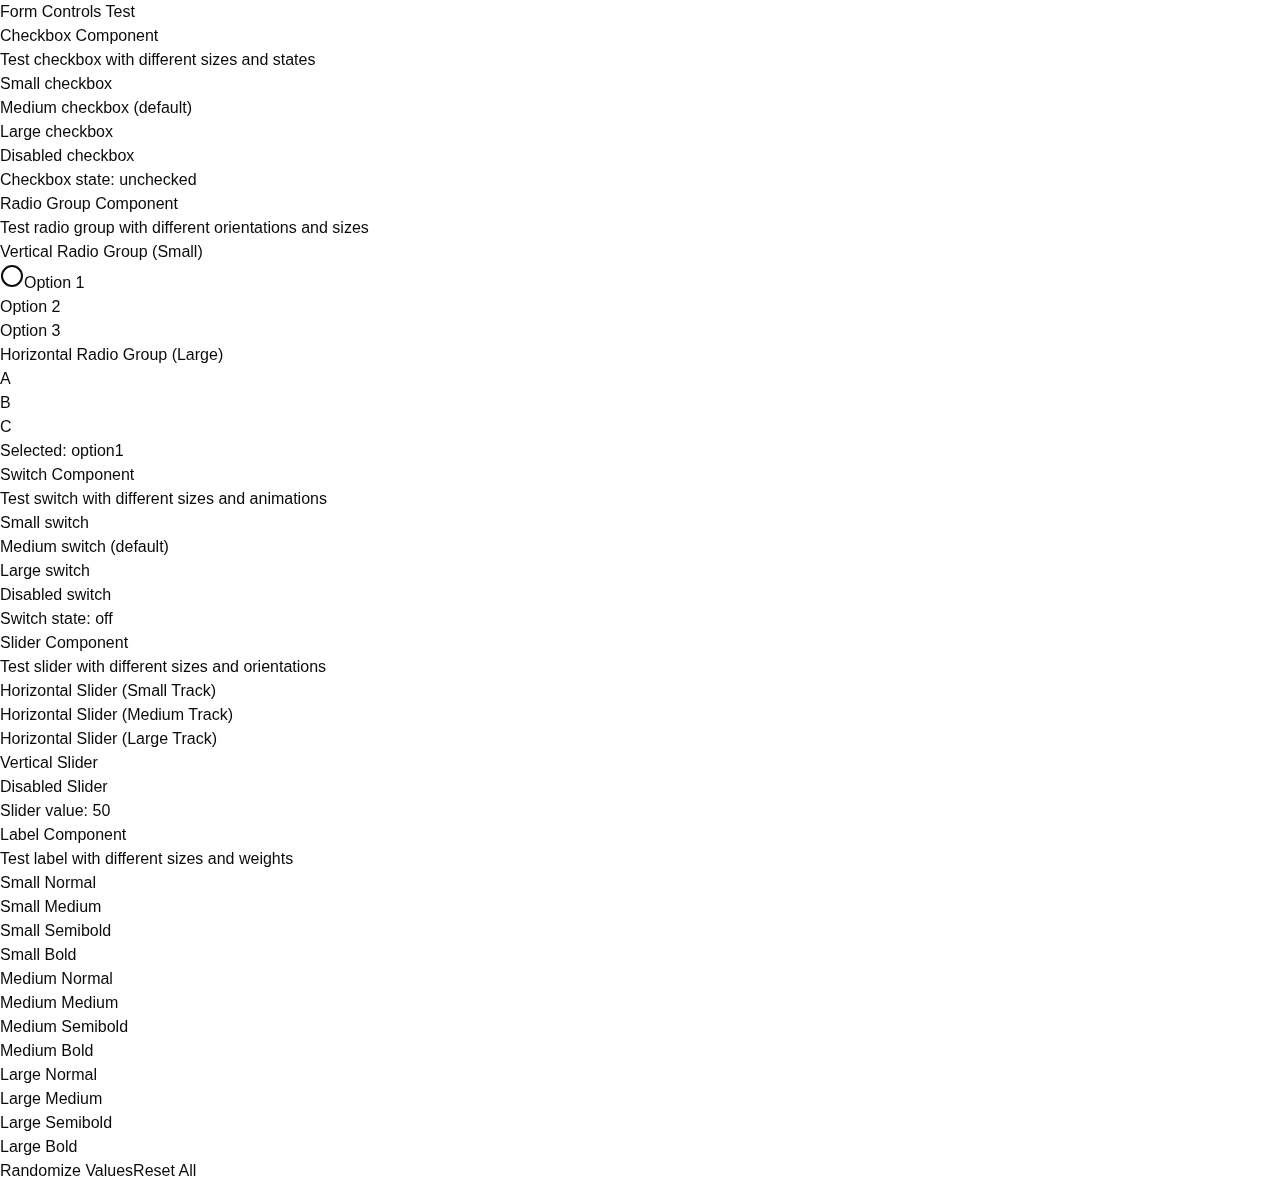 Form Controls Test
Checkbox Component
Test checkbox with different sizes and states
Small checkbox
Medium checkbox (default)
Large checkbox
Disabled checkbox
Checkbox state: unchecked
Radio Group Component
Test radio group with different orientations and sizes
Vertical Radio Group (Small)
Option 1
Option 2
Option 3
Horizontal Radio Group (Large)
A
B
C
Selected: option1
Switch Component
Test switch with different sizes and animations
Small switch
Medium switch (default)
Large switch
Disabled switch
Switch state: off
Slider Component
Test slider with different sizes and orientations
Horizontal Slider (Small Track)
Horizontal Slider (Medium Track)
Horizontal Slider (Large Track)
Vertical Slider
Disabled Slider
Slider value: 50
Label Component
Test label with different sizes and weights
Small Normal
Small Medium
Small Semibold
Small Bold
Medium Normal
Medium Medium
Medium Semibold
Medium Bold
Large Normal
Large Medium
Large Semibold
Large Bold
Randomize ValuesReset All